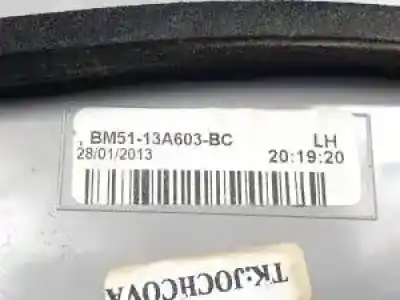 , BM51-13A603-BC LH
28/01/2013 20:19:20
TK:JOCHCOVA